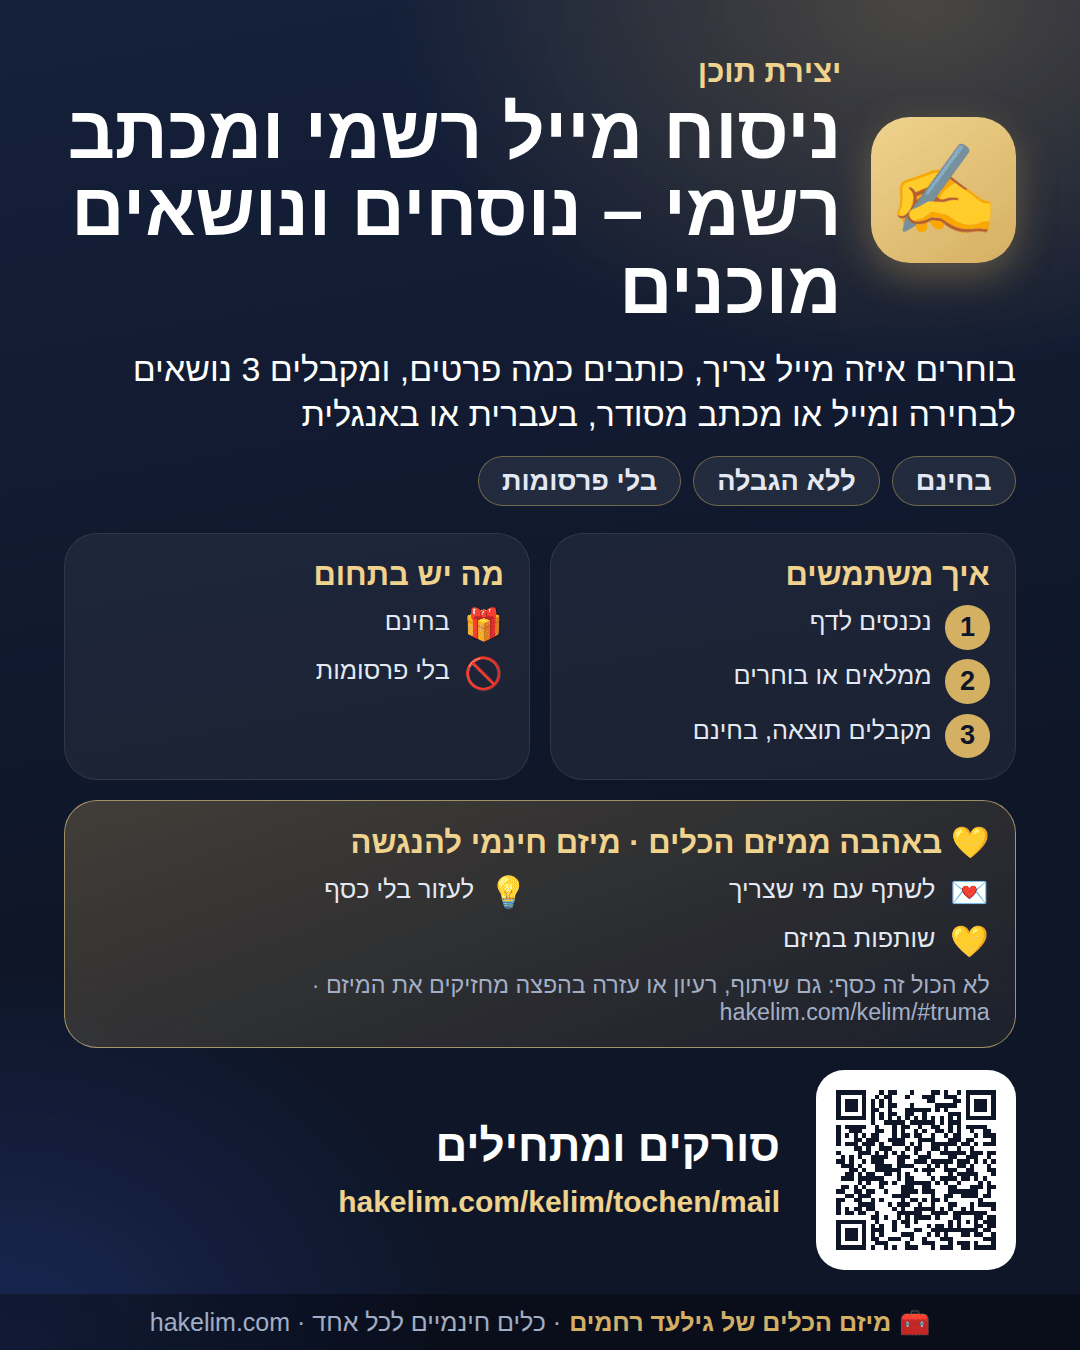 יצירת תוכן
ניסוח מייל רשמי ומכתב
רשמי – נוסחים ונושאים
מוכנים
בוחרים איזה מייל צריך, כותבים כמה פרטים, ומקבלים 3 נושאים
לבחירה ומייל או מכתב מסודר, בעברית או באנגלית
בחינם
ללא הגבלה
בלי פרסומות
איך משתמשים
1 נכנסים לדף
2 ממלאים או בוחרים
3 מקבלים תוצאה, בחינם
מה יש בתחום
🎁 בחינם
🚫 בלי פרסומות
💛 באהבה ממיזם הכלים · מיזם חינמי להנגשה
💌 לשתף עם מי שצריך
💡 לעזור בלי כסף
💛 שותפות במיזם
לא הכול זה כסף: גם שיתוף, רעיון או עזרה בהפצה מחזיקים את המיזם ·
hakelim.com/kelim/#truma
סורקים ומתחילים
hakelim.com/kelim/tochen/mail
🧰 מיזם הכלים של גילעד רחמים · כלים חינמיים לכל אחד · hakelim.com